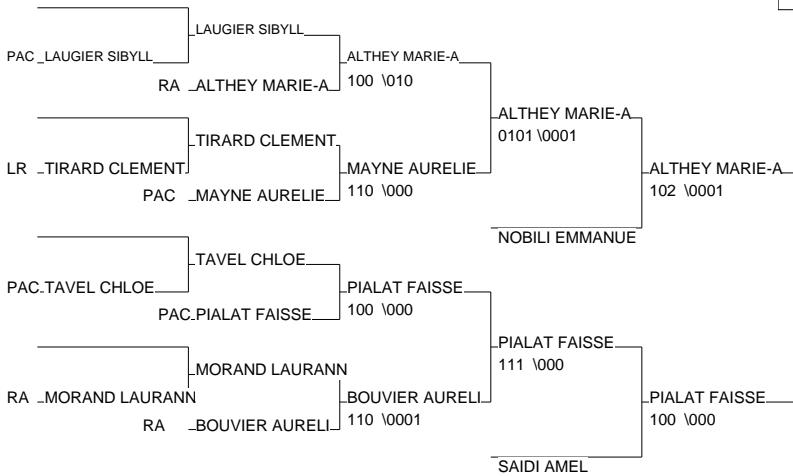 LAUGIER SIBYLL
PAC LAUGIER SIBYLL
ALTHEY MARIE-A
RA ALTHEY MARIE-A
100 \010
ALTHEY MARIE-A
0101 \0001
TIRARD CLEMENT
LR TIRARD CLEMENT
MAYNE AURELIE
ALTHEY MARIE-A
PAC MAYNE AURELIE
110 \000
102 \0001
NOBILI EMMANUE
TAVEL CHLOE
PAC TAVEL CHLOE
PIALAT FAISSE
PAC PIALAT FAISSE
100 \000
PIALAT FAISSE
111 \000
MORAND LAURANN
RA MORAND LAURANN
BOUVIER AURELI
PIALAT FAISSE
RA BOUVIER AURELI
110 \0001
100 \000
SAIDI AMEL